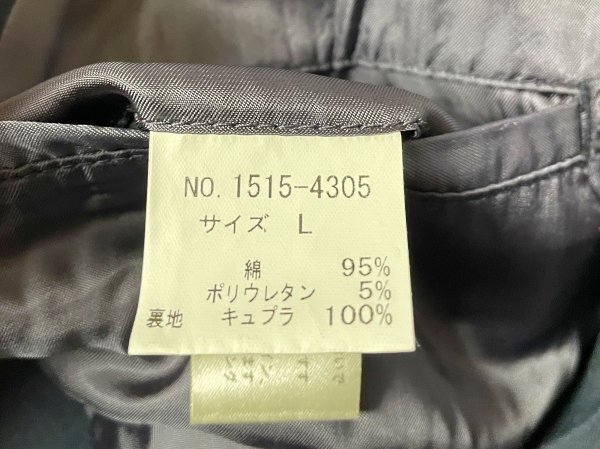 NO. 1515-4305
サイズ L
綿 95%
ポリウレタン 5%
裏地 キュプラ 100%